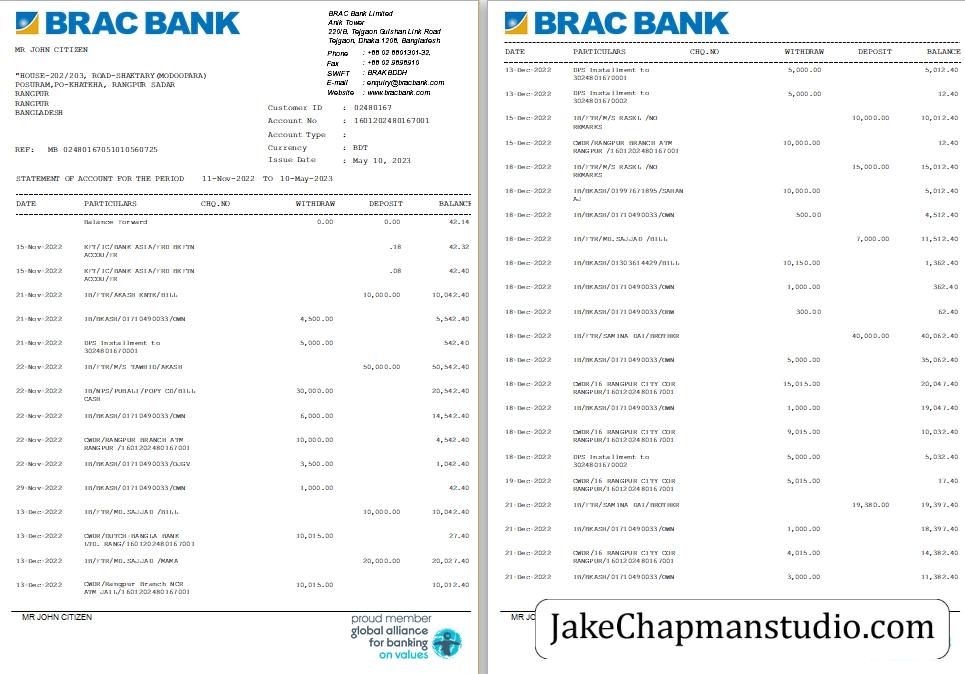 BRAC BANK
BRAC Bank Limited
Anik Tower
220/B, Tejgaon Gulshan Link Road
Tejgaon, Dhaka 1208, Bangladesh
Phone : +88 02 8801301-32,
Fax : +88 02 9898910
SWIFT : BRAKBDDH
E-mail : enquiry@bracbank.com
Website : www.bracbank.com
MR JOHN CITIZEN
"HOUSE-202/203, ROAD-SHAKTARY(MODOOPARA)
POSURAM,PO-KHATKHA, RANGPUR SADAR
RANGPUR
RANGPUR
BANGLADESH
Customer ID : 02480167
Account No : 1601202480167001
Account Type :
Currency : BDT
Issue Date : May 10, 2023
REF: MB 02480167051010560725
STATEMENT OF ACCOUNT FOR THE PERIOD 11-Nov-2022 TO 10-May-2023
DATE PARTICULARS CHQ.NO WITHDRAW DEPOSIT BALANCE
Balance forward 0.00 0.00 42.14
15-Nov-2022 EFT/IC/BANK ASIA/FRO BEFTN .18 42.32
ACCOU/FR
15-Nov-2022 EFT/IC/BANK ASIA/FRO BEFTN .08 42.40
ACCOU/FR
21-Nov-2022 IB/FTR/AKASH ENTE/BILL 10,000.00 10,042.40
21-Nov-2022 IB/BKASH/01710490033/OWN 4,500.00 5,542.40
21-Nov-2022 DPS Installment to 5,000.00 542.40
3024801670001
22-Nov-2022 IB/FTR/M/S TAWHID/AKASH 50,000.00 50,542.40
22-Nov-2022 IB/NPS/PUBALI/POPY CO/BILL 30,000.00 20,542.40
CASH
22-Nov-2022 IB/BKASH/01710490033/OWN 6,000.00 14,542.40
22-Nov-2022 CWDR/RANGPUR BRANCH ATM 10,000.00 4,542.40
RANGPUR /1601202480167001
22-Nov-2022 IB/BKASH/01710490033/OJGV 3,500.00 1,042.40
29-Nov-2022 IB/BKASH/01710490033/OWN 1,000.00 42.40
13-Dec-2022 IB/FTR/MD.SAJJAD /BILL 10,000.00 10,042.40
13-Dec-2022 CWDR/DUTCH-BANGLA BANK 10,015.00 27.40
LTD. RANG/1601202480167001
13-Dec-2022 IB/FTR/MD.SAJJAD /MAMA 20,000.00 20,027.40
13-Dec-2022 CWDR/Rangpur Branch NCR 10,015.00 10,012.40
ATM JAIL/1601202480167001
MR JOHN CITIZEN
proud member
global alliance
for banking
on values
BRAC BANK
DATE PARTICULARS CHQ.NO WITHDRAW DEPOSIT BALANCE
13-Dec-2022 DPS Installment to 5,000.00 5,012.40
3024801670001
13-Dec-2022 DPS Installment to 5,000.00 12.40
3024801670002
15-Dec-2022 IB/FTR/M/S RASEL /NO 10,000.00 10,012.40
REMARKS
15-Dec-2022 CWDR/RANGPUR BRANCH ATM 10,000.00 12.40
RANGPUR /1601202480167001
18-Dec-2022 IB/FTR/M/S RASEL /NO 15,000.00 15,012.40
REMARKS
18-Dec-2022 IB/BKASH/01997671895/SAHAN 10,000.00 5,012.40
AJ
18-Dec-2022 IB/BKASH/01710490033/OWN 500.00 4,512.40
18-Dec-2022 IB/FTR/MD.SAJJAD /BILL 7,000.00 11,512.40
18-Dec-2022 IB/BKASH/01303614429/BILL 10,150.00 1,362.40
18-Dec-2022 IB/BKASH/01710490033/OWN 1,000.00 362.40
18-Dec-2022 IB/BKASH/01710490033/OBW 300.00 62.40
18-Dec-2022 IB/FTR/SAMINA DAI/BROTHER 40,000.00 40,062.40
18-Dec-2022 IB/BKASH/01710490033/OWN 5,000.00 35,062.40
18-Dec-2022 CWDR/16 RANGPUR CITY COR 15,015.00 20,047.40
RANGPUR/1601202480167001
18-Dec-2022 IB/BKASH/01710490033/OWN 1,000.00 19,047.40
18-Dec-2022 CWDR/16 RANGPUR CITY COR 9,015.00 10,032.40
RANGPUR/1601202480167001
18-Dec-2022 DPS Installment to 5,000.00 5,032.40
3024801670002
19-Dec-2022 CWDR/16 RANGPUR CITY COR 5,015.00 17.40
RANGPUR/1601202480167001
21-Dec-2022 IB/FTR/SAMINA DAI/BROTHER 19,380.00 19,397.40
21-Dec-2022 IB/BKASH/01710490033/OWN 1,000.00 18,397.40
21-Dec-2022 CWDR/16 RANGPUR CITY COR 4,015.00 14,382.40
RANGPUR/1601202480167001
21-Dec-2022 IB/BKASH/01710490033/OWN 3,000.00 11,382.40
MR JO
JakeChapmanstudio.com